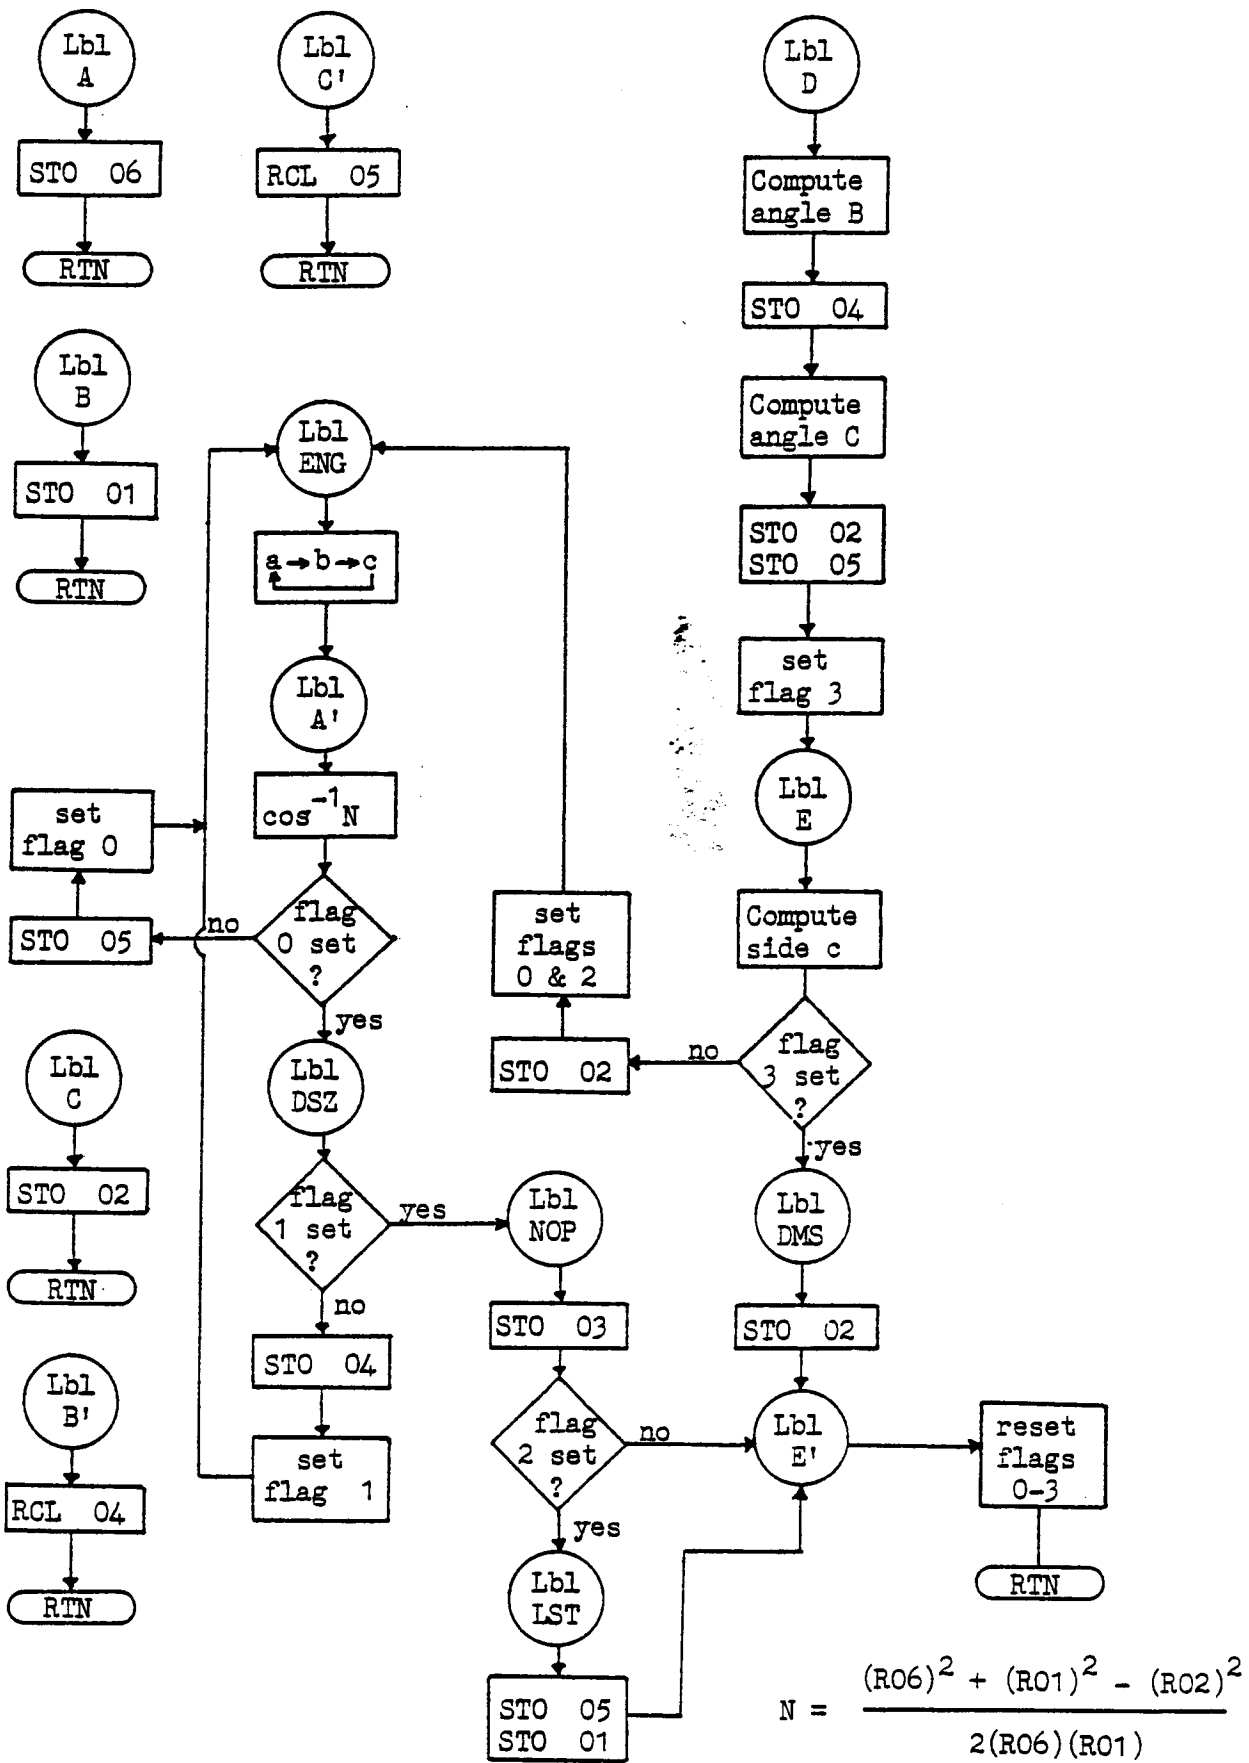 Lbl
A
STO 06
RTN
Lbl
C'
RCL 05
RTN
Lbl
B
STO 01
RTN
Lbl
C
STO 02
RTN
Lbl
B'
RCL 04
RTN
Lbl
ENG
a→b→c
Lbl
A'
cos⁻¹N
flag
0 set
?
no
STO 05
set
flag 0
yes
Lbl
DSZ
flag
1 set
?
no
STO 04
set
flag 1
yes
Lbl
NOP
STO 03
flag
2 set
?
no
yes
Lbl
LST
STO 05
STO 01
Lbl
D
Compute
angle B
STO 04
Compute
angle C
STO 02
STO 05
set
flag 3
Lbl
E
Compute
side c
flag
3 set
?
no
STO 02
set
flags
0 & 2
yes
Lbl
DMS
STO 02
Lbl
E'
reset
flags
0-3
RTN
N = (R06)² + (R01)² - (R02)²
2(R06)(R01)